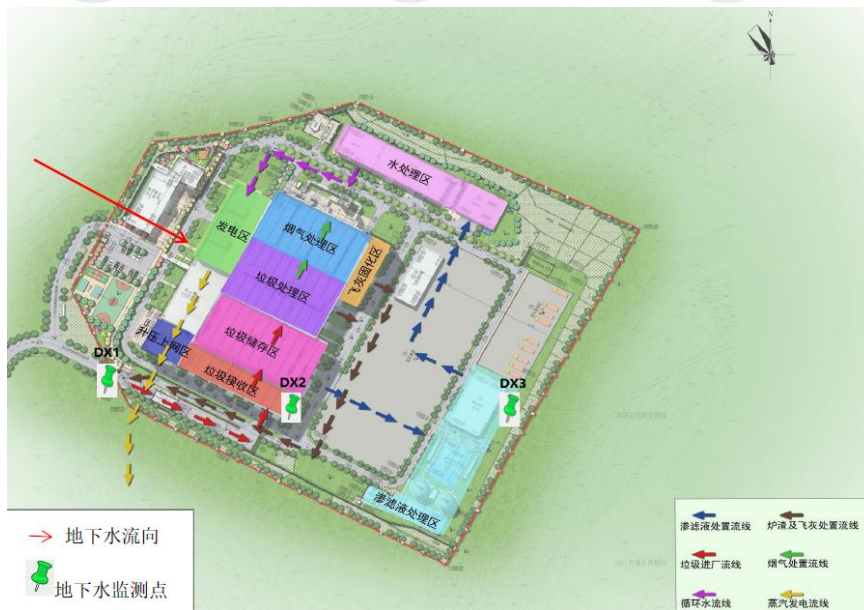 N
水处理区
发电区
烟气处理区
飞灰固化区
垃圾处理区
垃圾储存区
升压上网区
垃圾接收区
DX1
DX2
DX3
渗滤液处理区
地下水流向
地下水监测点
渗滤液处置流线
炉渣及飞灰处置流线
垃圾进厂流线
烟气处置流线
循环水流线
蒸汽发电流线